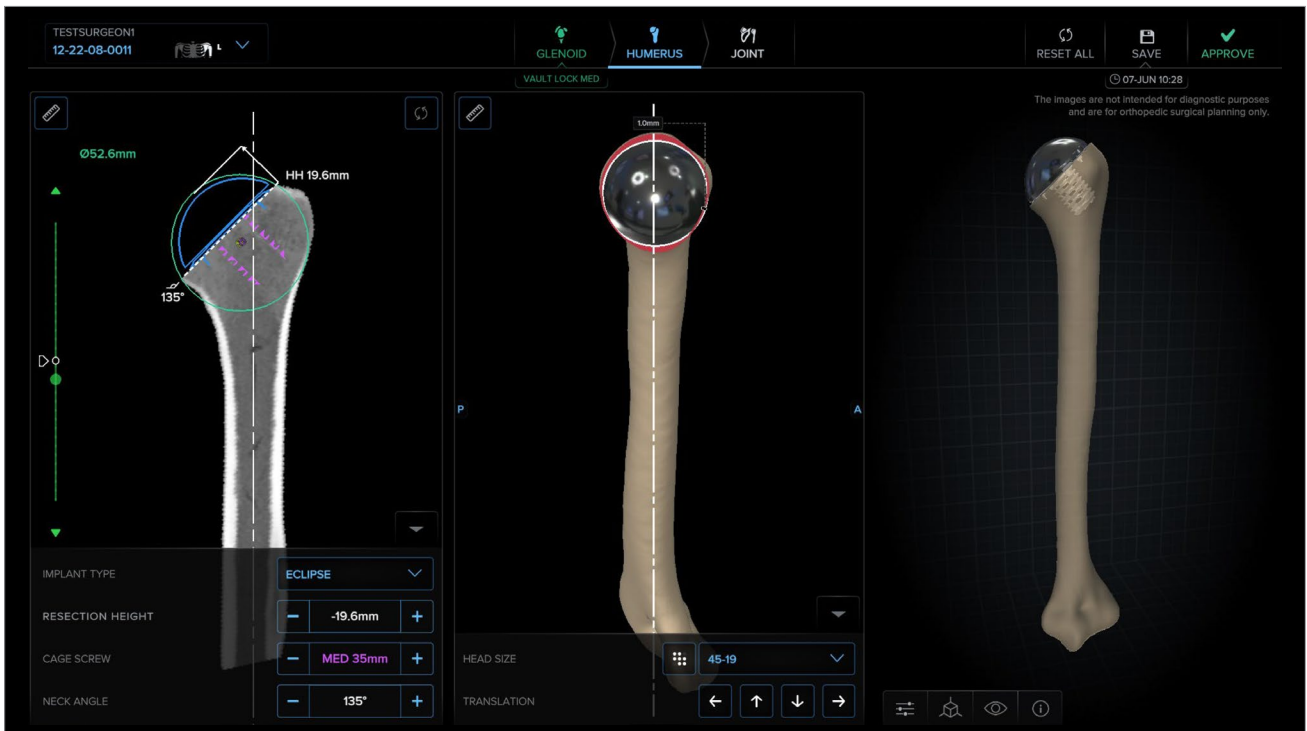 TESTSURGEON1
12-22-08-0011
L
GLENOID
HUMERUS
JOINT
RESET ALL
SAVE
APPROVE
VAULT LOCK MED
07-JUN 10:28
The images are not intended for diagnostic purposes
and are for orthopedic surgical planning only.
Ø52.6mm
HH 19.6mm
135°
1.0mm
P
A
IMPLANT TYPE
ECLIPSE
RESECTION HEIGHT
-19.6mm
CAGE SCREW
MED 35mm
NECK ANGLE
135°
HEAD SIZE
45-19
TRANSLATION